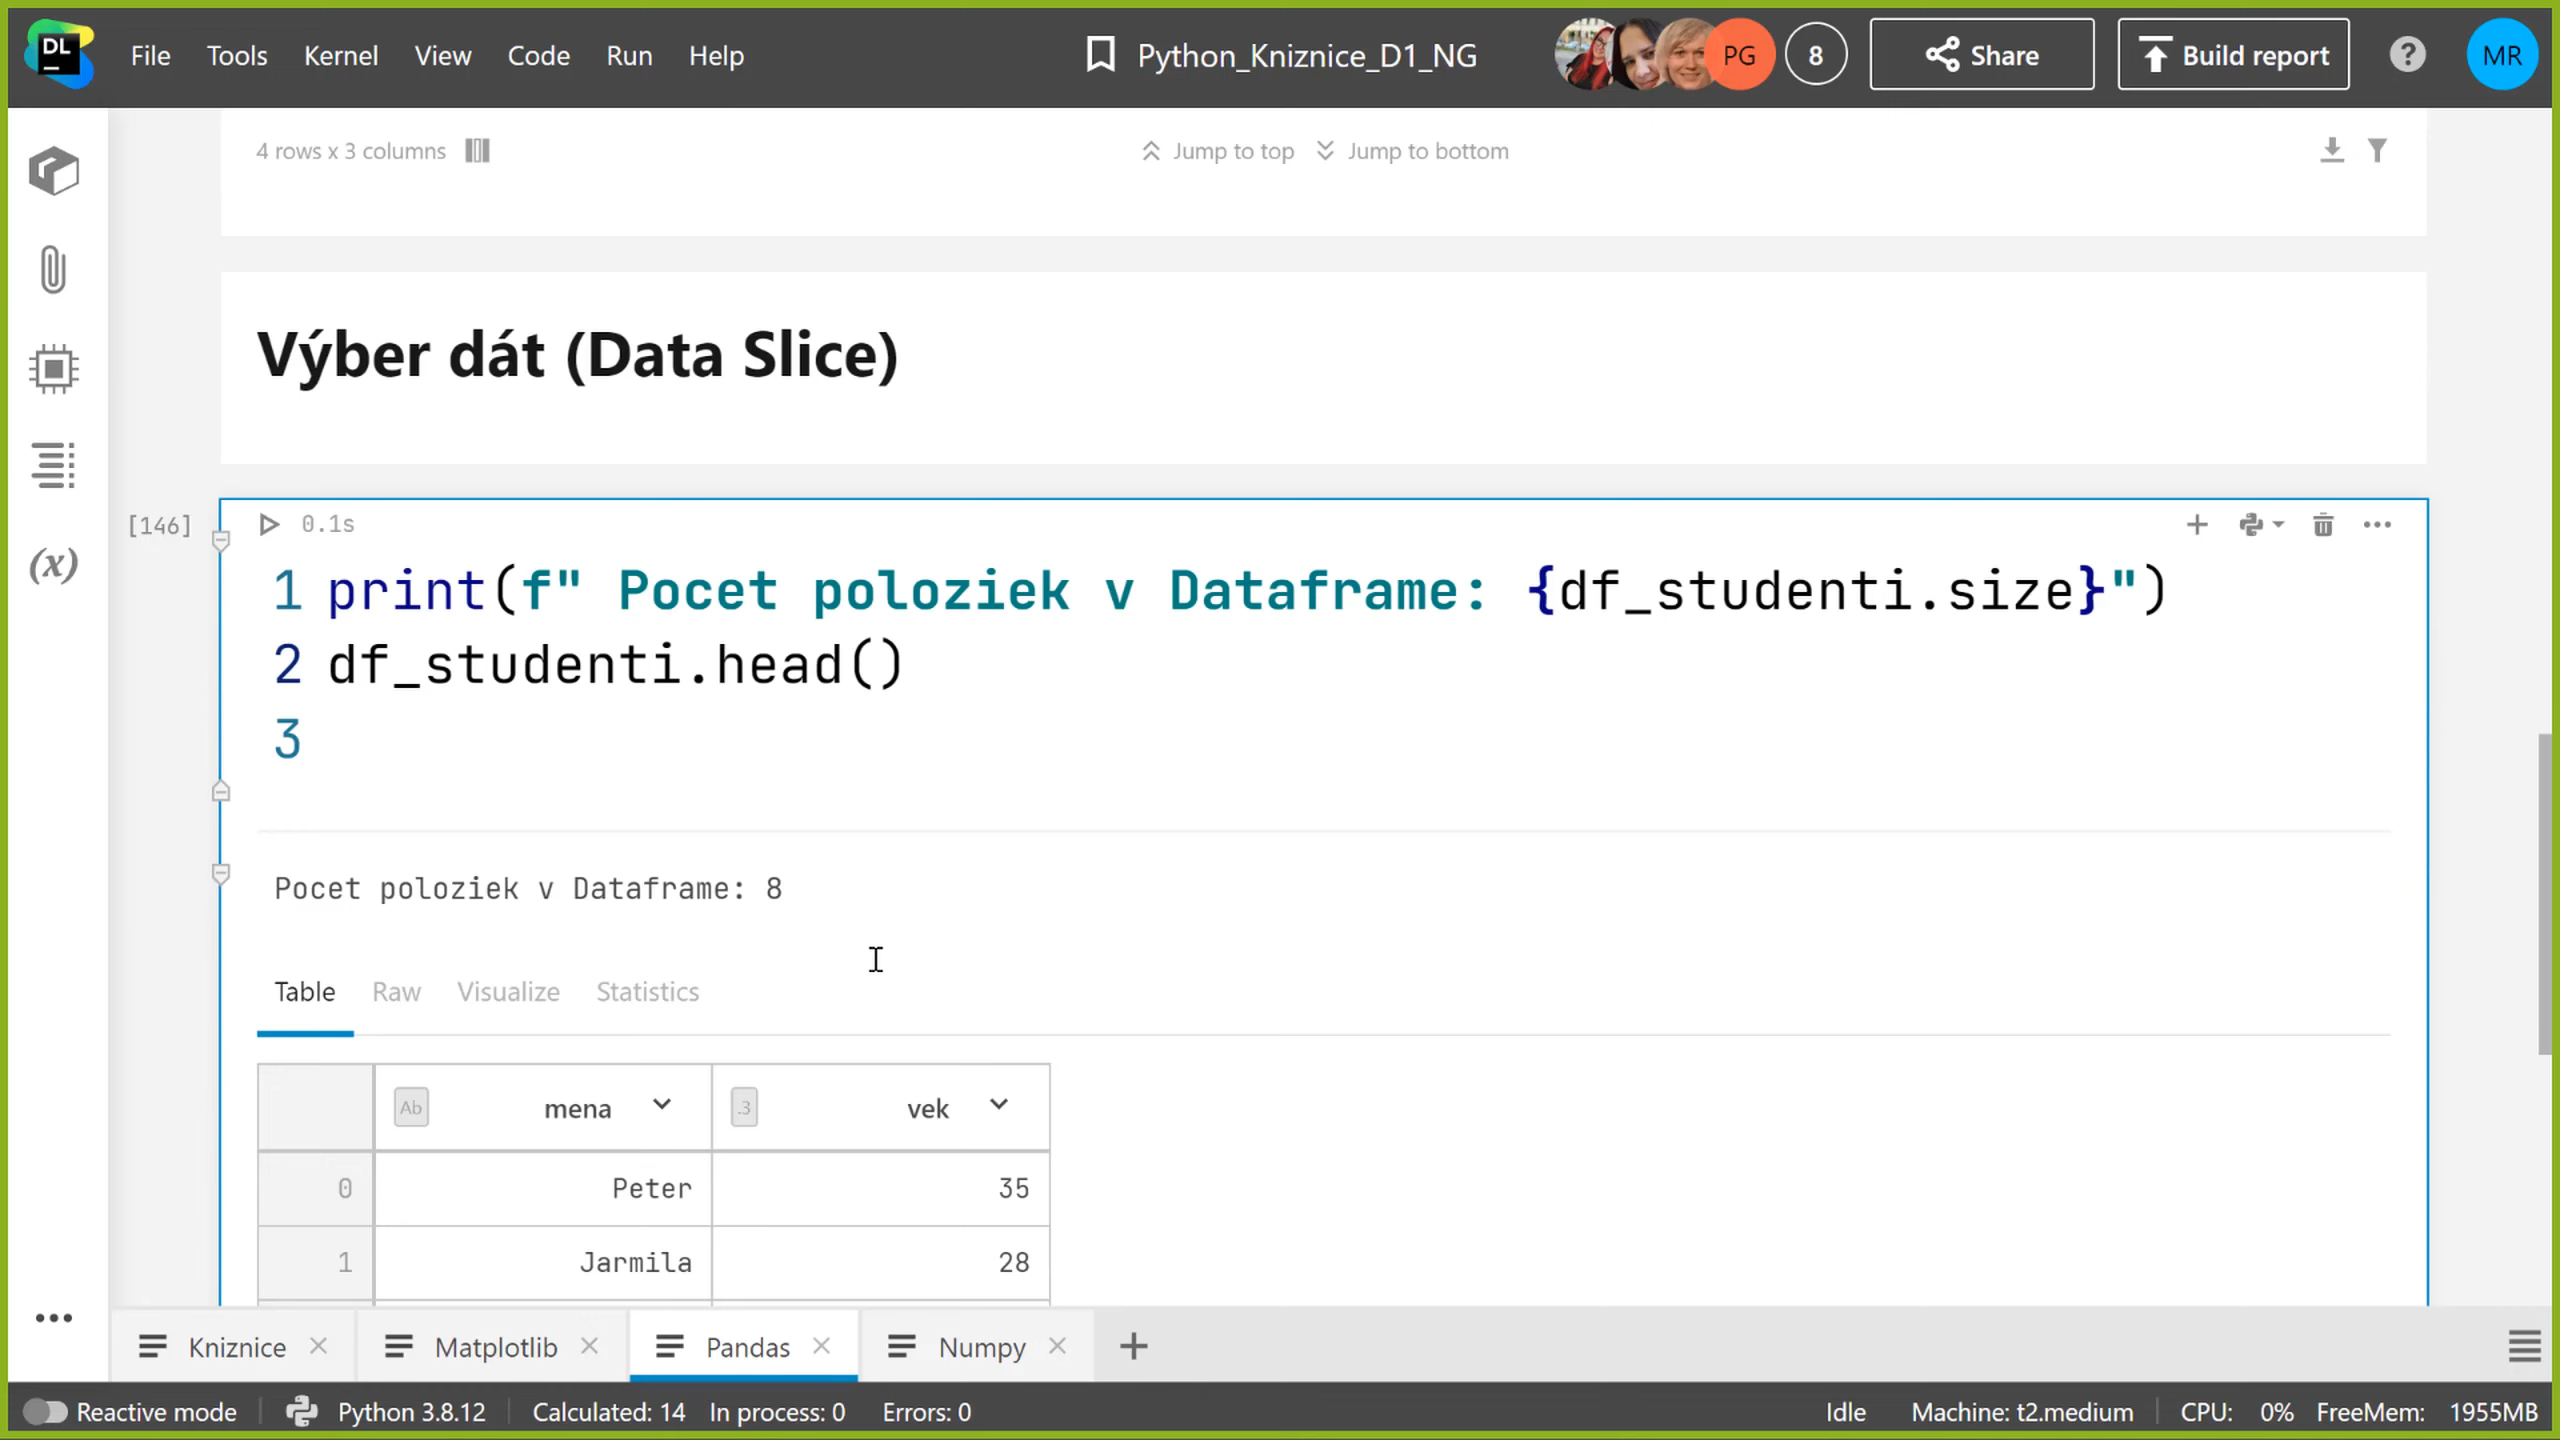 DL
File Tools Kernel View Code Run Help
Python_Kniznice_D1_NG
PG
8
Share
Build report
?
MR
4 rows x 3 columns
Jump to top
Jump to bottom
Výber dát (Data Slice)
[146]
0.1s
1 print(f" Pocet poloziek v Dataframe: {df_studenti.size}")
2 df_studenti.head()
3
(x)
Pocet poloziek v Dataframe: 8
Table Raw Visualize Statistics
Ab mena .3 vek
0 Peter 35
1 Jarmila 28
Kniznice Matplotlib Pandas Numpy
Reactive mode Python 3.8.12 Calculated: 14 In process: 0 Errors: 0 Idle Machine: t2.medium CPU: 0% FreeMem: 1955MB